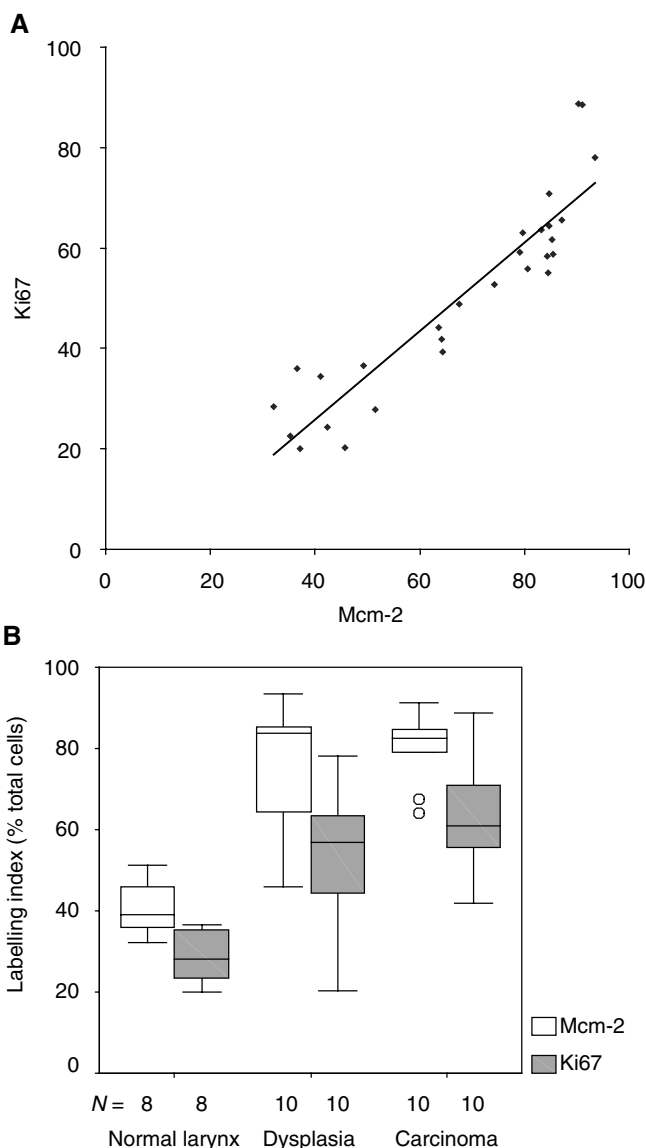 A
100
80
60
40
20
0
Ki67
0 20 40 60 80 100
Mcm-2
B
100
80
60
40
20
0
Labelling index (% total cells)
Mcm-2
Ki67
N = 8 8 10 10 10 10
Normal larynx Dysplasia Carcinoma